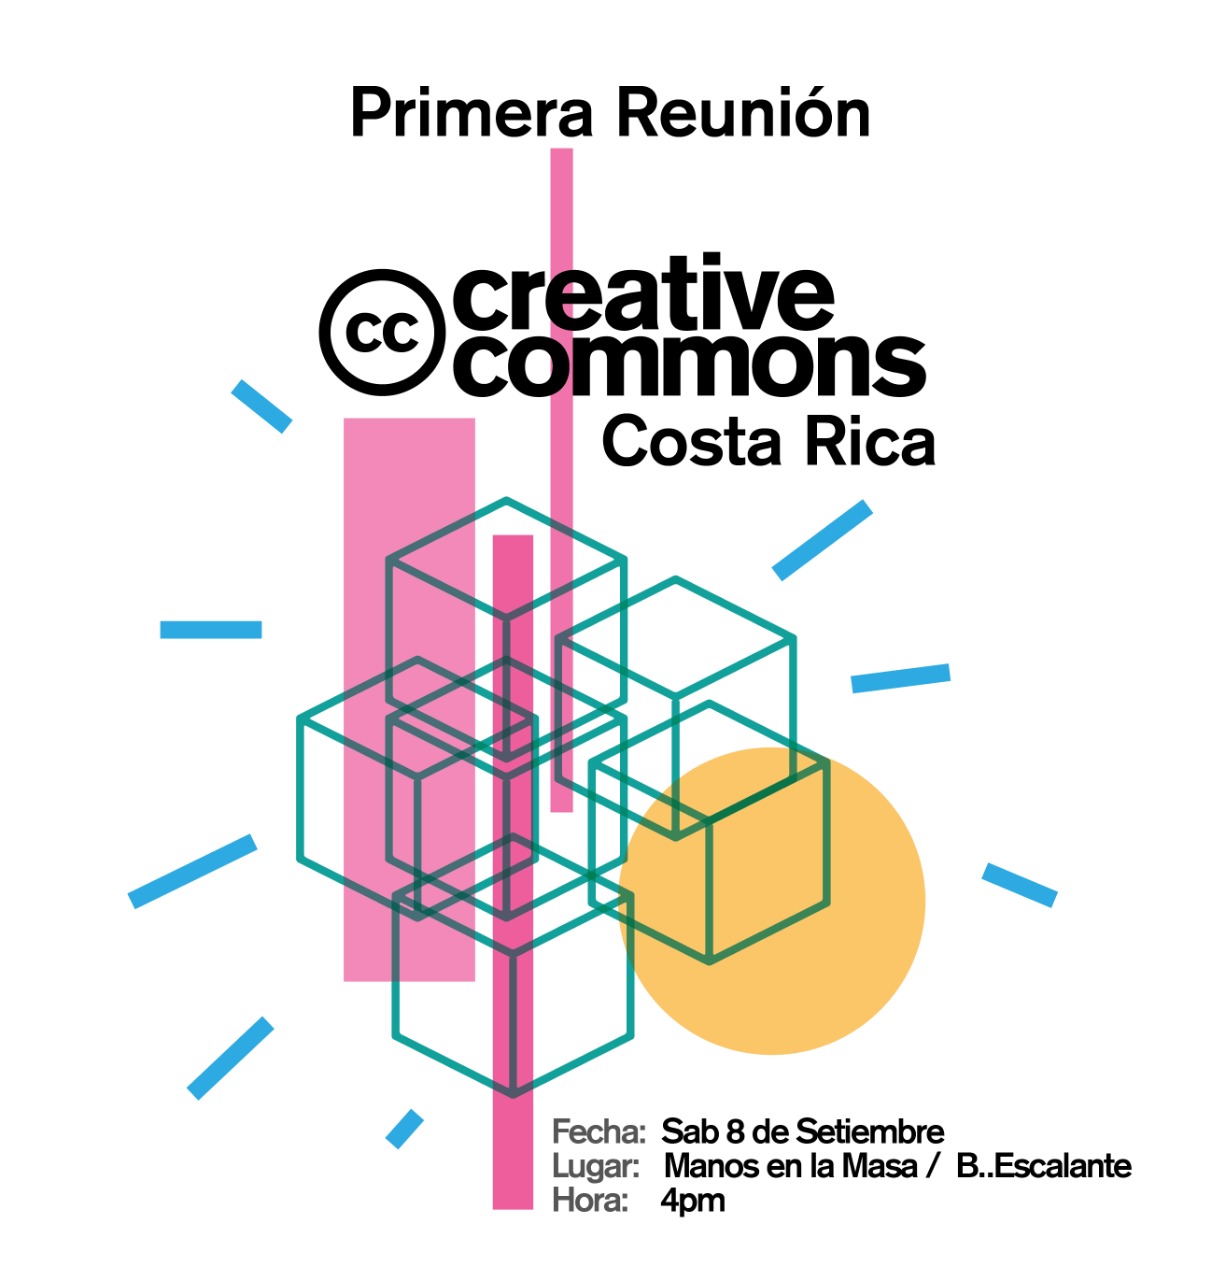 Primera Reunión
cc creative
commons
Costa Rica
Fecha: Sab 8 de Setiembre
Lugar: Manos en la Masa / B..Escalante
Hora: 4pm